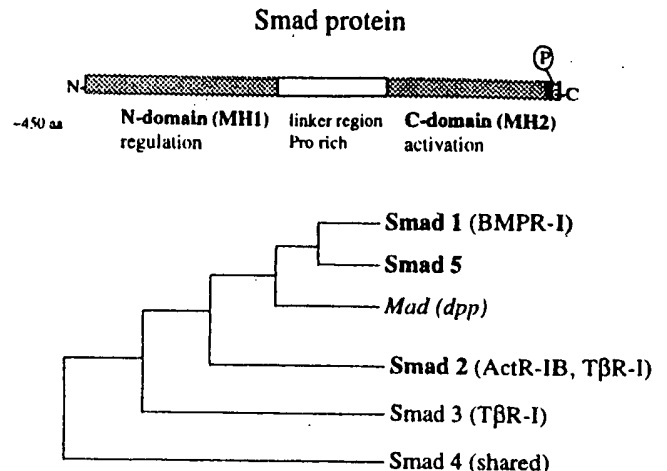 Smad protein
P
N
C
~450 aa
N-domain (MH1)
regulation
linker region
Pro rich
C-domain (MH2)
activation
Smad 1 (BMPR-I)
Smad 5
Mad (dpp)
Smad 2 (ActR-IB, TβR-I)
Smad 3 (TβR-I)
Smad 4 (shared)